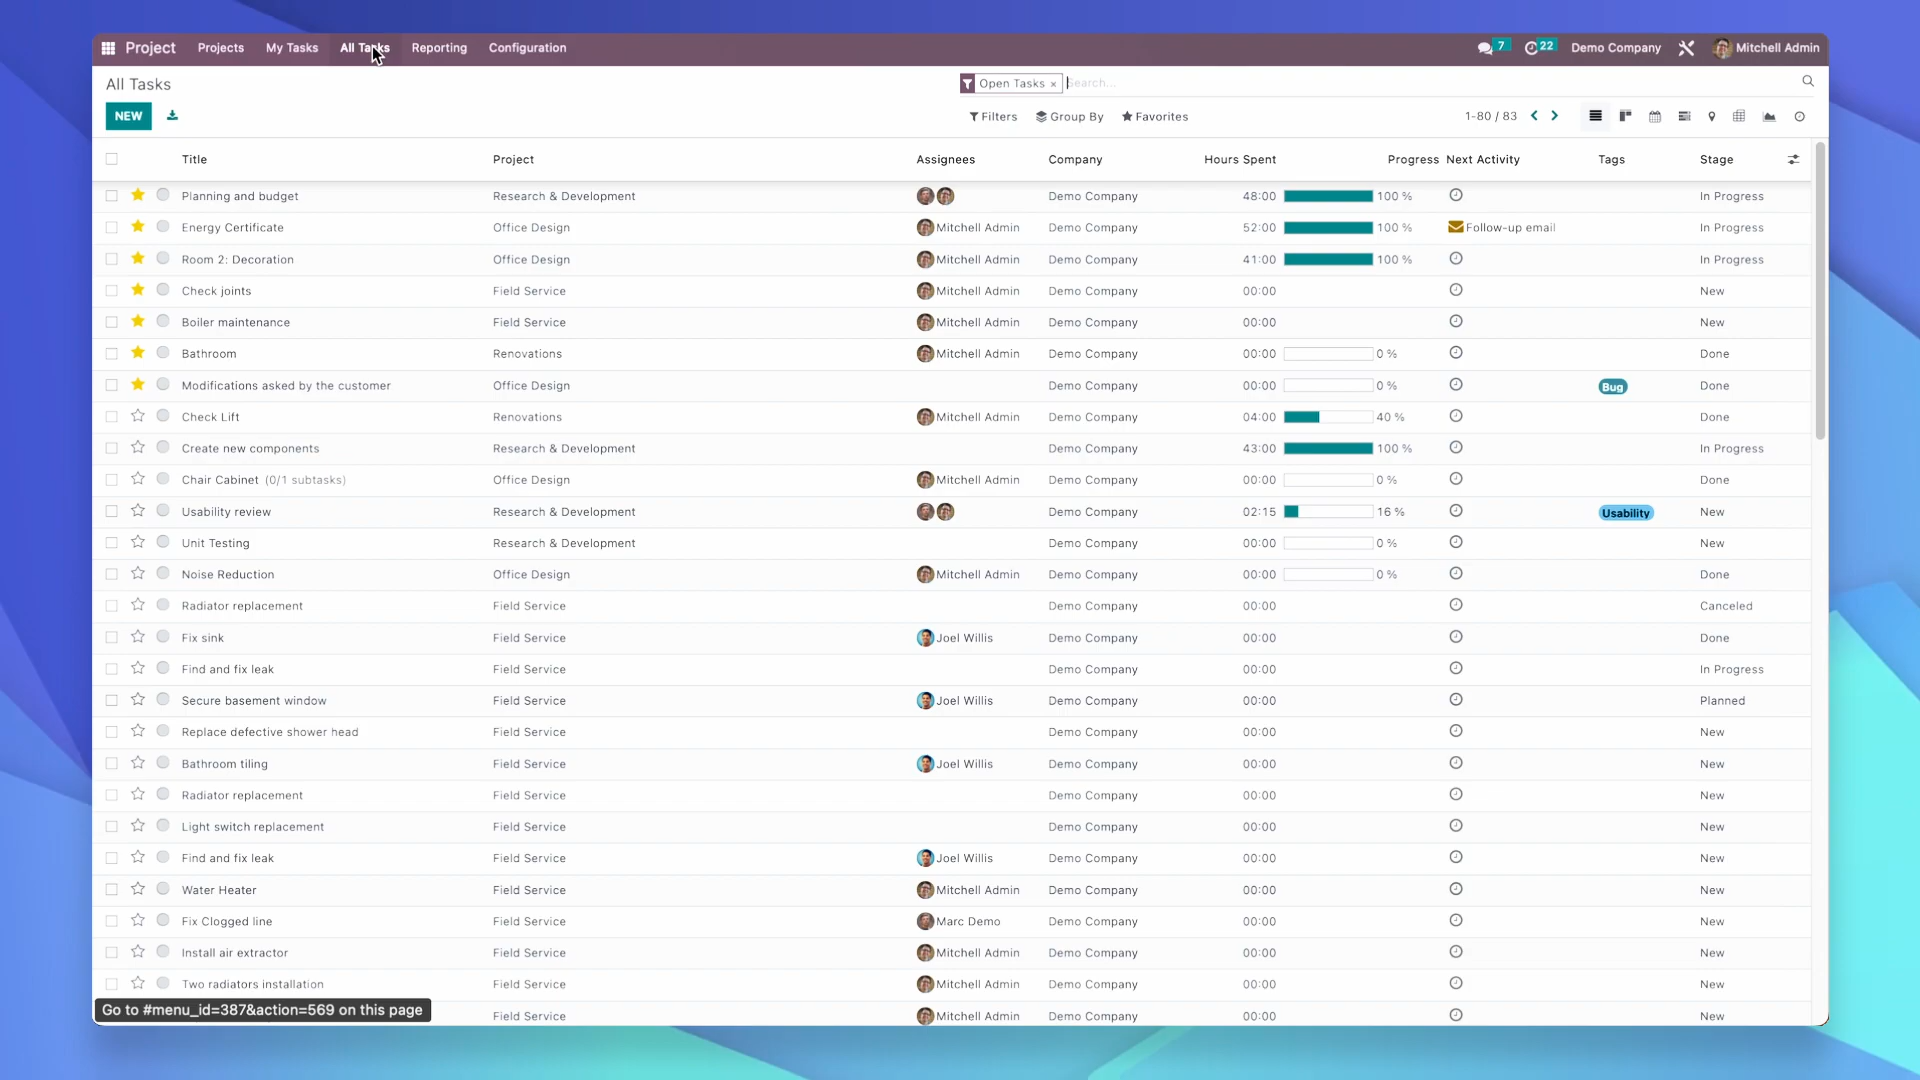 Project Projects My Tasks All Tasks Reporting Configuration 7 22 Demo Company Mitchell Admin
All Tasks Open Tasks × Search...
NEW Filters Group By Favorites 1-80 / 83
Title Project Assignees Company Hours Spent Progress Next Activity Tags Stage
Planning and budget Research & Development Demo Company 48:00 100 % In Progress
Energy Certificate Office Design Mitchell Admin Demo Company 52:00 100 % Follow-up email In Progress
Room 2: Decoration Office Design Mitchell Admin Demo Company 41:00 100 % In Progress
Check joints Field Service Mitchell Admin Demo Company 00:00 New
Boiler maintenance Field Service Mitchell Admin Demo Company 00:00 New
Bathroom Renovations Mitchell Admin Demo Company 00:00 0 % Done
Modifications asked by the customer Office Design Demo Company 00:00 0 % Bug Done
Check Lift Renovations Mitchell Admin Demo Company 04:00 40 % Done
Create new components Research & Development Demo Company 43:00 100 % In Progress
Chair Cabinet (0/1 subtasks) Office Design Mitchell Admin Demo Company 00:00 0 % Done
Usability review Research & Development Demo Company 02:15 16 % Usability New
Unit Testing Research & Development Demo Company 00:00 0 % New
Noise Reduction Office Design Mitchell Admin Demo Company 00:00 0 % Done
Radiator replacement Field Service Demo Company 00:00 Canceled
Fix sink Field Service Joel Willis Demo Company 00:00 Done
Find and fix leak Field Service Demo Company 00:00 In Progress
Secure basement window Field Service Joel Willis Demo Company 00:00 Planned
Replace defective shower head Field Service Demo Company 00:00 New
Bathroom tiling Field Service Joel Willis Demo Company 00:00 New
Radiator replacement Field Service Demo Company 00:00 New
Light switch replacement Field Service Demo Company 00:00 New
Find and fix leak Field Service Joel Willis Demo Company 00:00 New
Water Heater Field Service Mitchell Admin Demo Company 00:00 New
Fix Clogged line Field Service Marc Demo Demo Company 00:00 New
Install air extractor Field Service Mitchell Admin Demo Company 00:00 New
Two radiators installation Field Service Mitchell Admin Demo Company 00:00 New
Go to #menu_id=387&action=569 on this page Field Service Mitchell Admin Demo Company 00:00 New